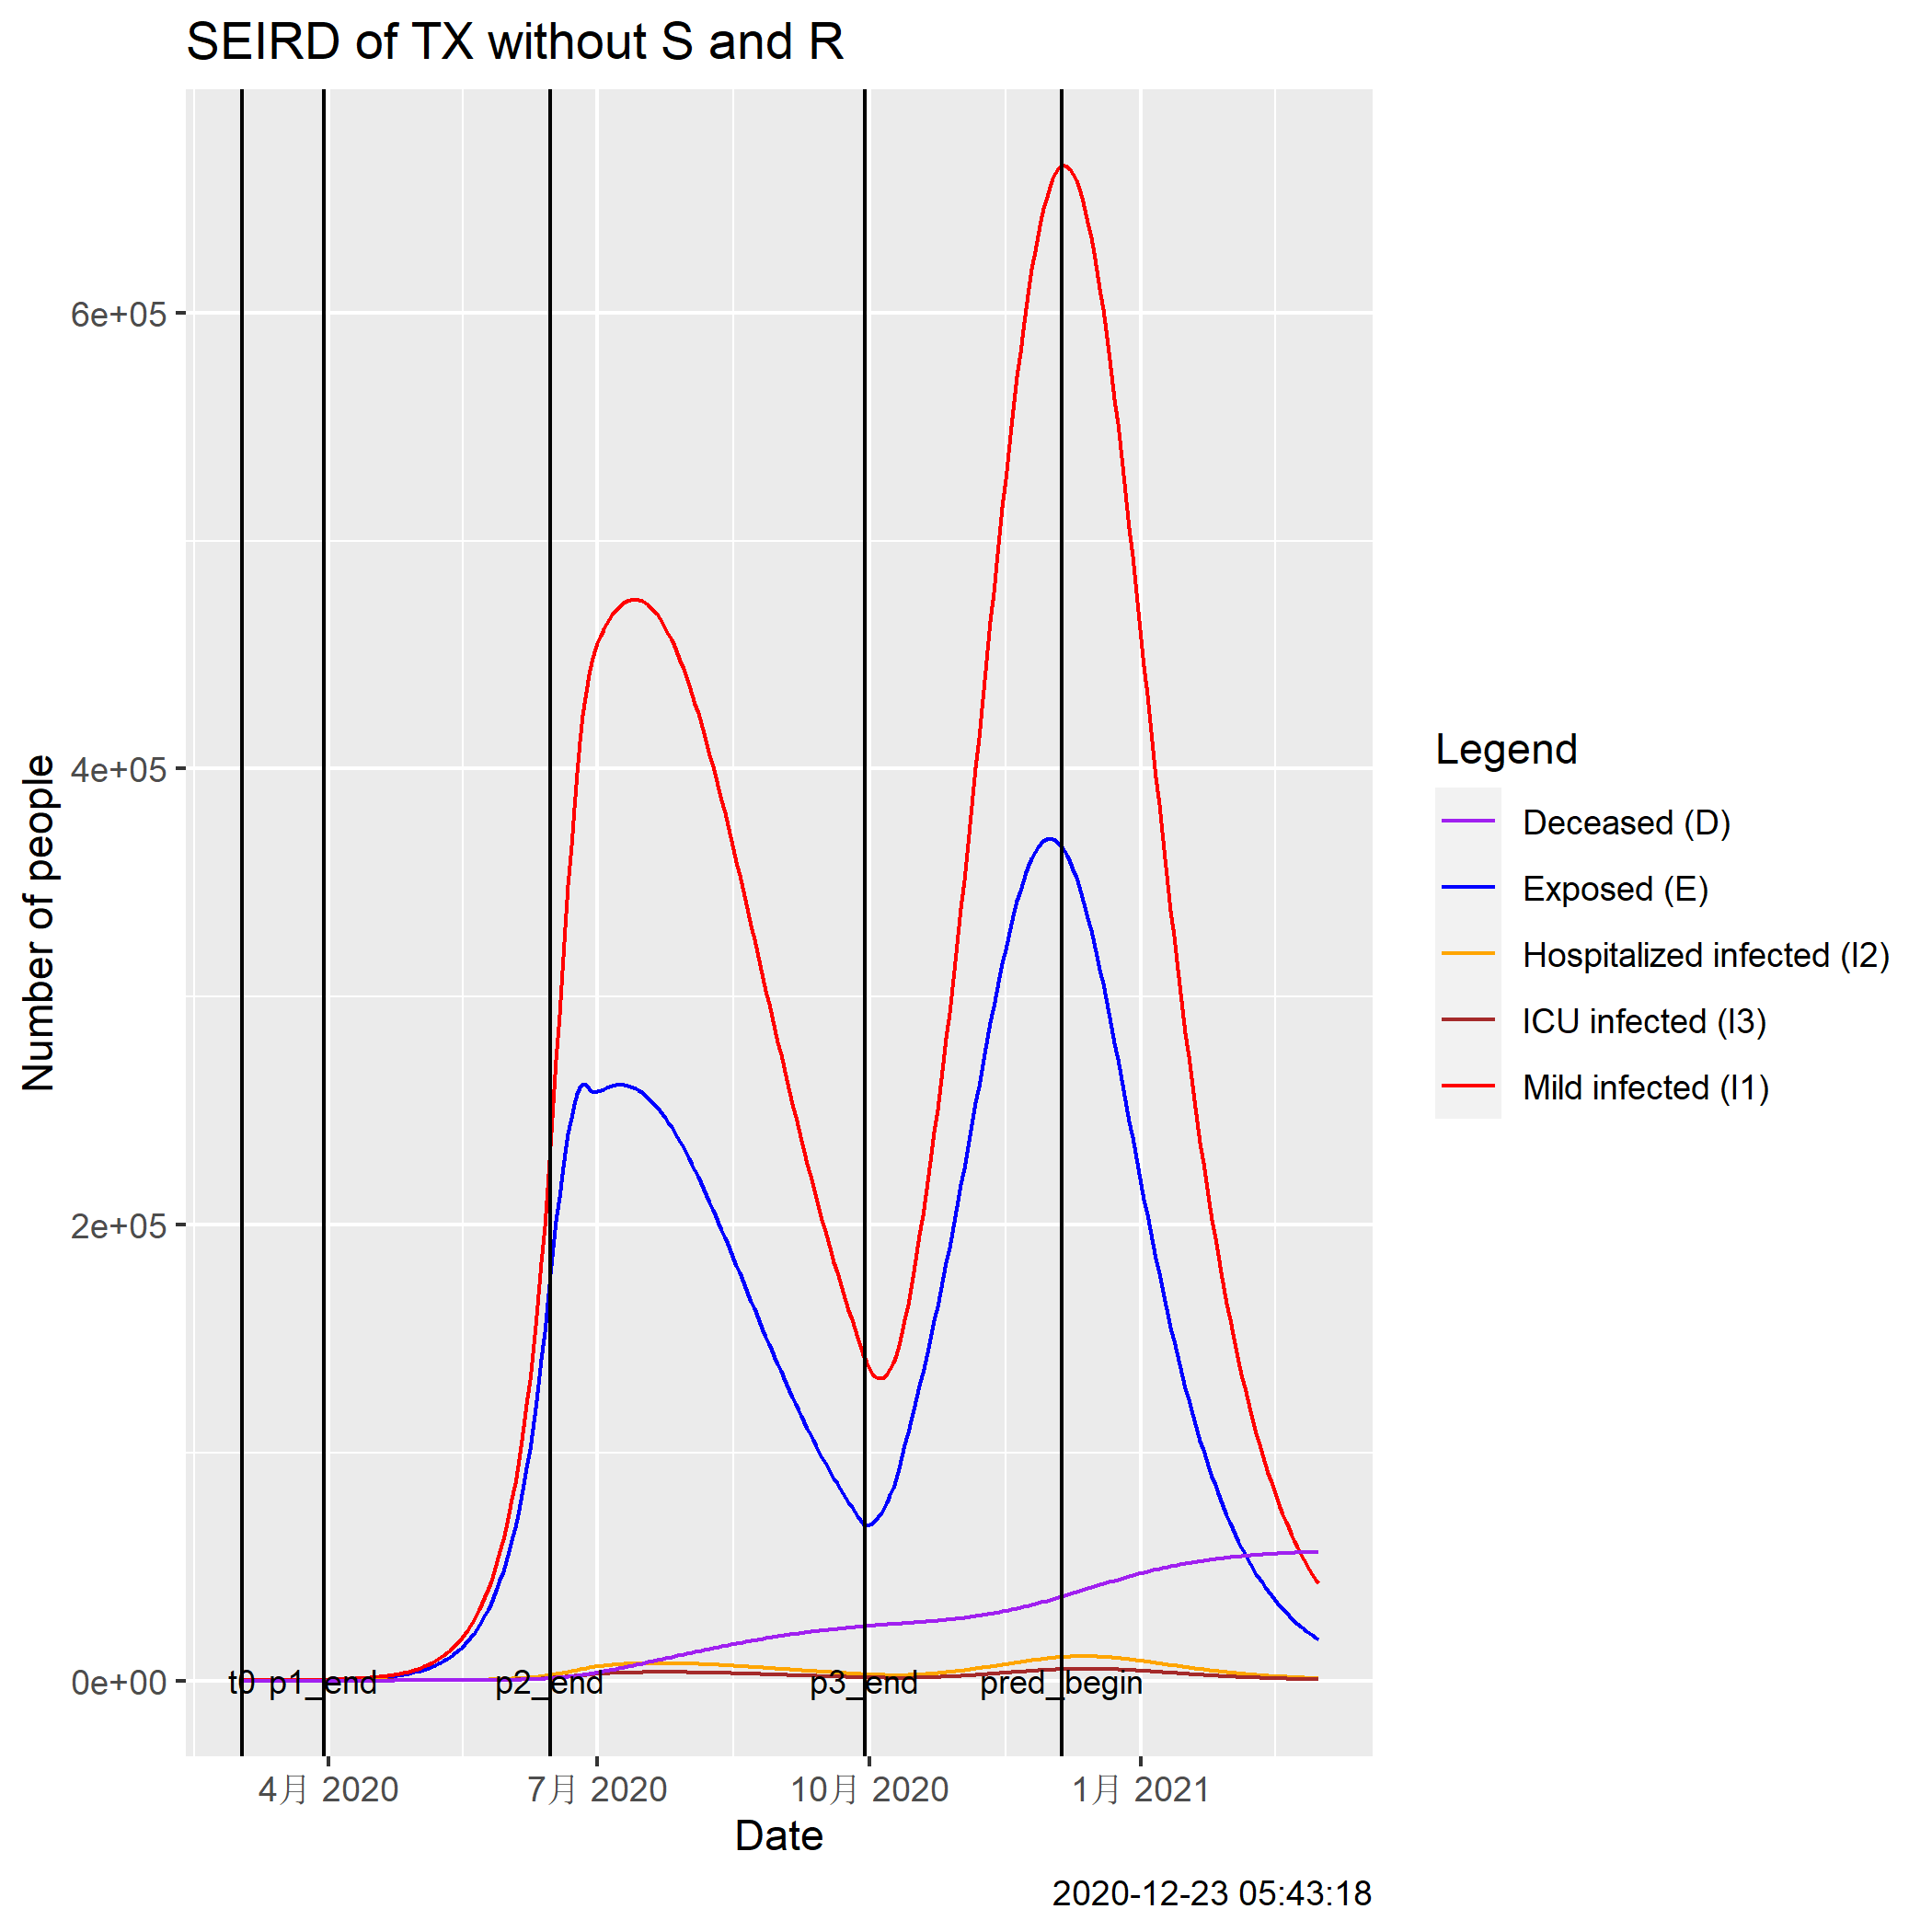 SEIRD of TX without S and R
Number of people
6e+05
4e+05
2e+05
0e+00
t0 p1_end p2_end p3_end pred_begin
4月 2020 7月 2020 10月 2020 1月 2021
Date
2020-12-23 05:43:18
Legend
Deceased (D)
Exposed (E)
Hospitalized infected (I2)
ICU infected (I3)
Mild infected (I1)